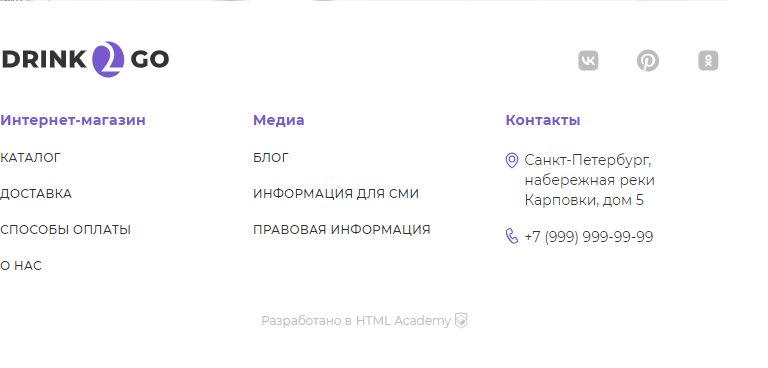 DRINK 2 GO
Интернет-магазин
КАТАЛОГ
ДОСТАВКА
СПОСОБЫ ОПЛАТЫ
О НАС
Медиа
БЛОГ
ИНФОРМАЦИЯ ДЛЯ СМИ
ПРАВОВАЯ ИНФОРМАЦИЯ
Контакты
Санкт-Петербург,
набережная реки
Карповки, дом 5
+7 (999) 999-99-99
Разработано в HTML Academy